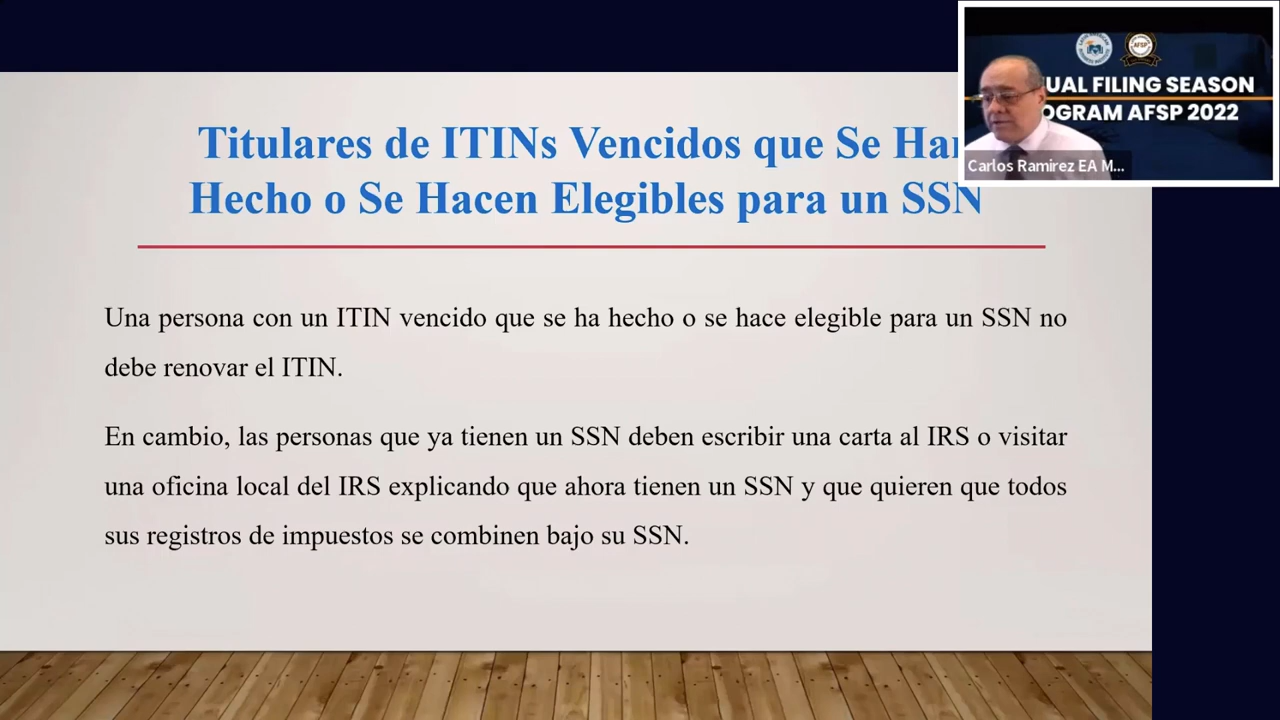 Titulares de ITINs Vencidos que Se Han
Hecho o Se Hacen Elegibles para un SSN
Una persona con un ITIN vencido que se ha hecho o se hace elegible para un SSN no
debe renovar el ITIN.
En cambio, las personas que ya tienen un SSN deben escribir una carta al IRS o visitar
una oficina local del IRS explicando que ahora tienen un SSN y que quieren que todos
sus registros de impuestos se combinen bajo su SSN.
AFSP
UAL FILING SEASON
OGRAM AFSP 2022
Carlos Ramirez EA M...